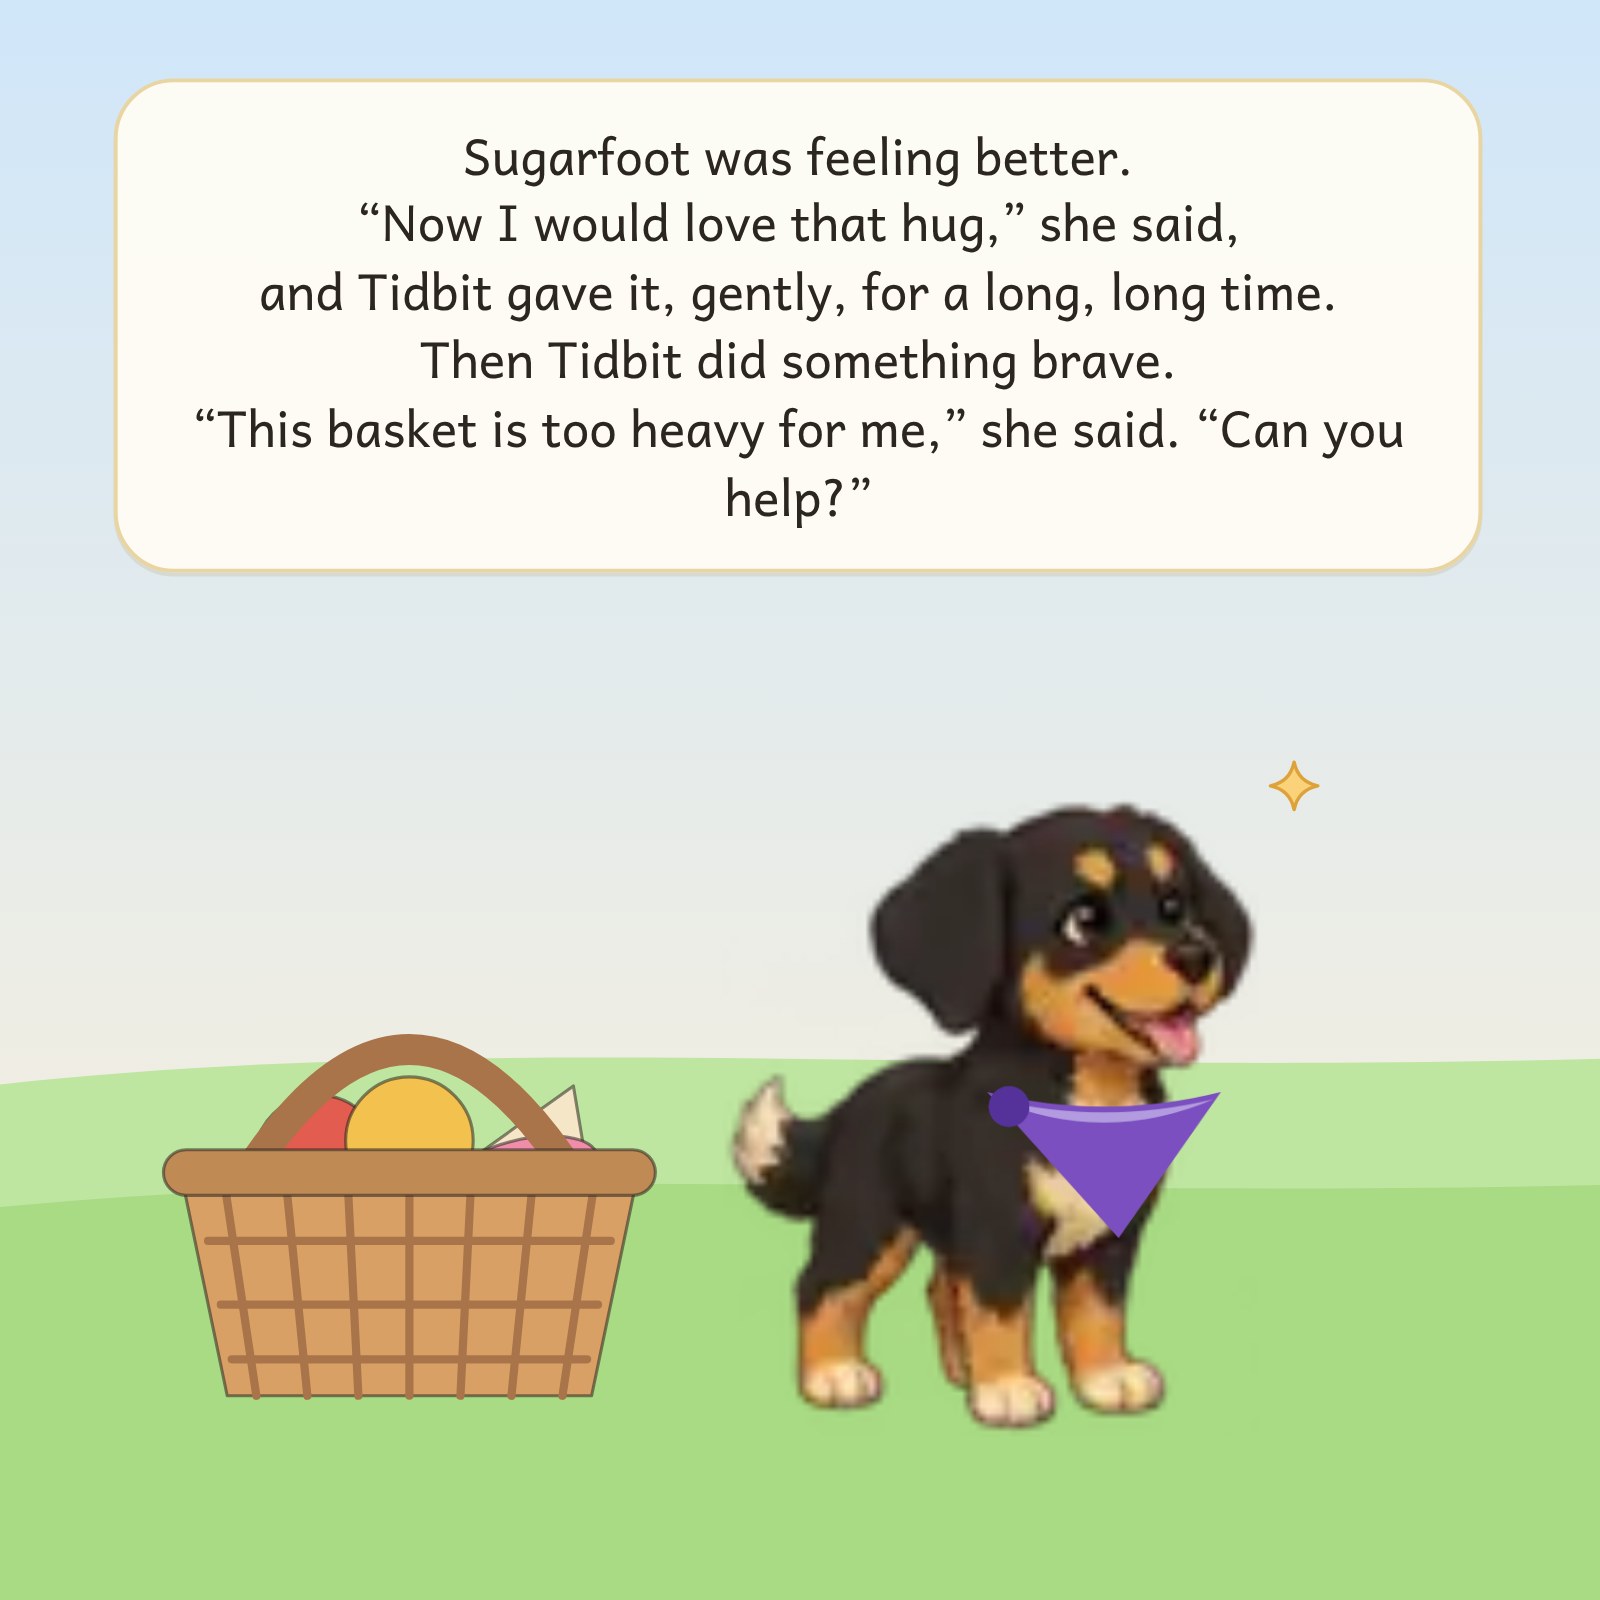 Sugarfoot was feeling better.
“Now I would love that hug,” she said,
and Tidbit gave it, gently, for a long, long time.
Then Tidbit did something brave.
“This basket is too heavy for me,” she said. “Can you
help?”